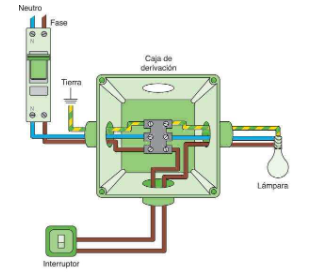 Neutro
Fase
N
Tierra
Caja de
derivación
N
Lámpara
Interruptor